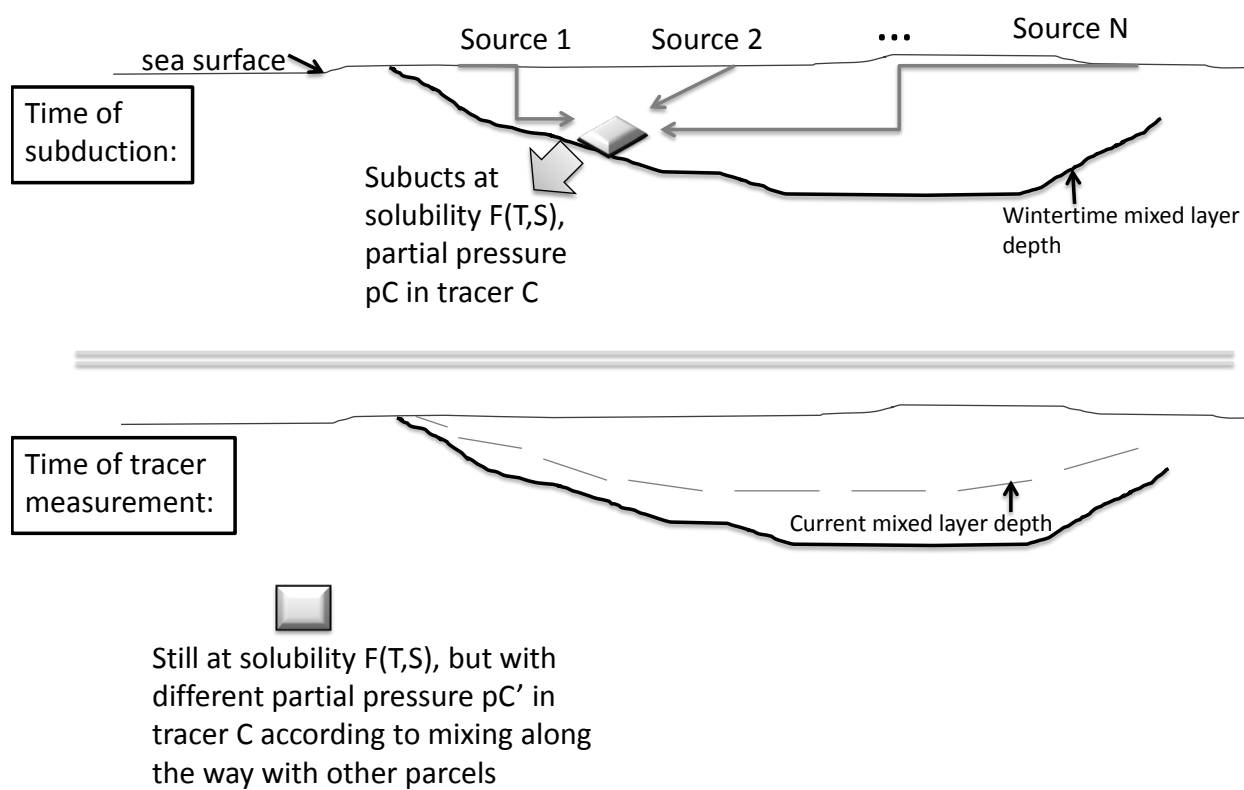 Source 1
Source 2
...
Source N
sea surface
Time of
subduction:
Subucts at
solubility F(T,S),
partial pressure
pC in tracer C
Wintertime mixed layer
depth
Time of tracer
measurement:
Current mixed layer depth
Still at solubility F(T,S), but with
different partial pressure pC’ in
tracer C according to mixing along
the way with other parcels